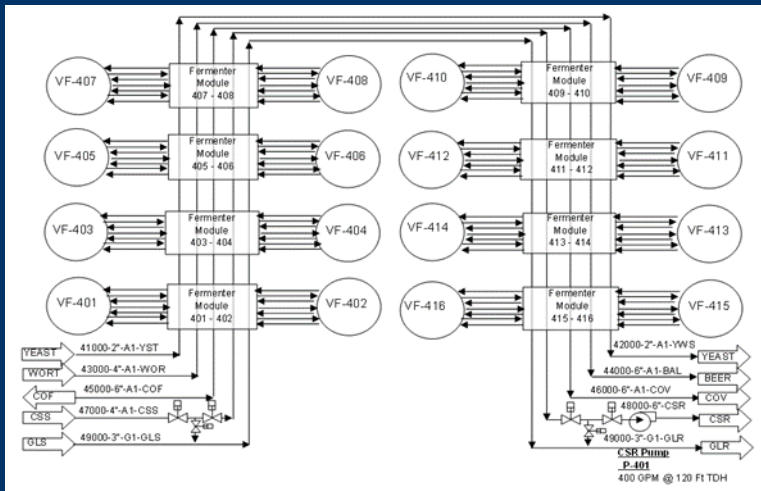 VF-407
Fermenter
Module
407 - 408
VF-408
VF-410
Fermenter
Module
409 - 410
VF-409
VF-405
Fermenter
Module
405 - 406
VF-406
VF-412
Fermenter
Module
411 - 412
VF-411
VF-403
Fermenter
Module
403 - 404
VF-404
VF-414
Fermenter
Module
413 - 414
VF-413
VF-401
Fermenter
Module
401 - 402
VF-402
VF-416
Fermenter
Module
415 - 416
VF-415
YEAST
41000-2"-A1-YST
WORT
43000-4"-A1-WOR
COF
45000-6"-A1-COF
CSS
47000-4"-A1-CSS
GLS
49000-3"-G1-GLS
42000-2"-A1-YWS
YEAST
44000-6"-A1-BAL
BEER
46000-6"-A1-COV
COV
48000-6"-CSR
CSR
49000-3"-G1-GLR
GLR
CSR Pump
P-401
400 GPM @ 120 Ft TDH